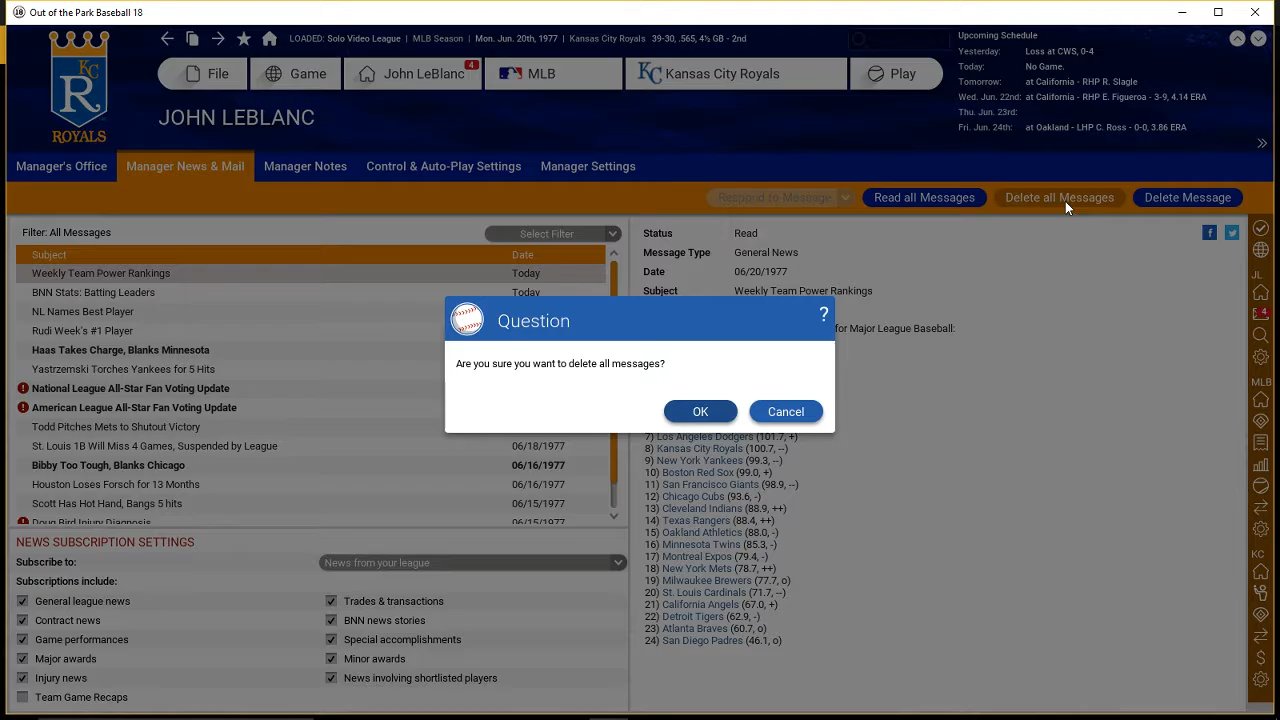 Out of the Park Baseball 18
LOADED: Solo Video League | MLB Season | Mon. Jun. 20th, 1977 | Kansas City Royals 39-30, .565, 4½ GB - 2nd
File
Game
John LeBlanc
4
MLB
Kansas City Royals
Play
Upcoming Schedule
Yesterday: Loss at CWS, 0-4
Today: No Game.
Tomorrow: at California - RHP R. Slagle
Wed. Jun. 22nd: at California - RHP E. Figueroa - 3-9, 4.14 ERA
Thu. Jun. 23rd:
Fri. Jun. 24th: at Oakland - LHP C. Ross - 0-0, 3.86 ERA
KC
R
ROYALS
JOHN LEBLANC
Manager's Office
Manager News & Mail
Manager Notes
Control & Auto-Play Settings
Manager Settings
Respond to Message
Read all Messages
Delete all Messages
Delete Message
Filter: All Messages
Select Filter
Subject Date
Weekly Team Power Rankings Today
BNN Stats: Batting Leaders Today
NL Names Best Player
Rudi Week's #1 Player
Haas Takes Charge, Blanks Minnesota
Yastrzemski Torches Yankees for 5 Hits
National League All-Star Fan Voting Update
American League All-Star Fan Voting Update
Todd Pitches Mets to Shutout Victory
St. Louis 1B Will Miss 4 Games, Suspended by League 06/18/1977
Bibby Too Tough, Blanks Chicago 06/16/1977
Houston Loses Forsch for 13 Months 06/16/1977
Scott Has Hot Hand, Bangs 5 hits 06/15/1977
Doug Bird Injury Diagnosis 06/15/1977
Status Read
Message Type General News
Date 06/20/1977
Subject Weekly Team Power Rankings
for Major League Baseball:
Question
?
Are you sure you want to delete all messages?
OK
Cancel
7) Los Angeles Dodgers (101.7, +)
8) Kansas City Royals (100.7, --)
9) New York Yankees (99.3, --)
10) Boston Red Sox (99.0, +)
11) San Francisco Giants (98.9, --)
12) Chicago Cubs (93.6, -)
13) Cleveland Indians (88.9, ++)
14) Texas Rangers (88.4, ++)
15) Oakland Athletics (88.0, -)
16) Minnesota Twins (85.3, -)
17) Montreal Expos (79.4, -)
18) New York Mets (78.7, ++)
19) Milwaukee Brewers (77.7, o)
20) St. Louis Cardinals (71.7, --)
21) California Angels (67.0, +)
22) Detroit Tigers (62.9, -)
23) Atlanta Braves (60.7, o)
24) San Diego Padres (46.1, o)
NEWS SUBSCRIPTION SETTINGS
Subscribe to: News from your league
Subscriptions include:
General league news
Trades & transactions
Contract news
BNN news stories
Game performances
Special accomplishments
Major awards
Minor awards
Injury news
News involving shortlisted players
Team Game Recaps
JL
4
MLB
KC